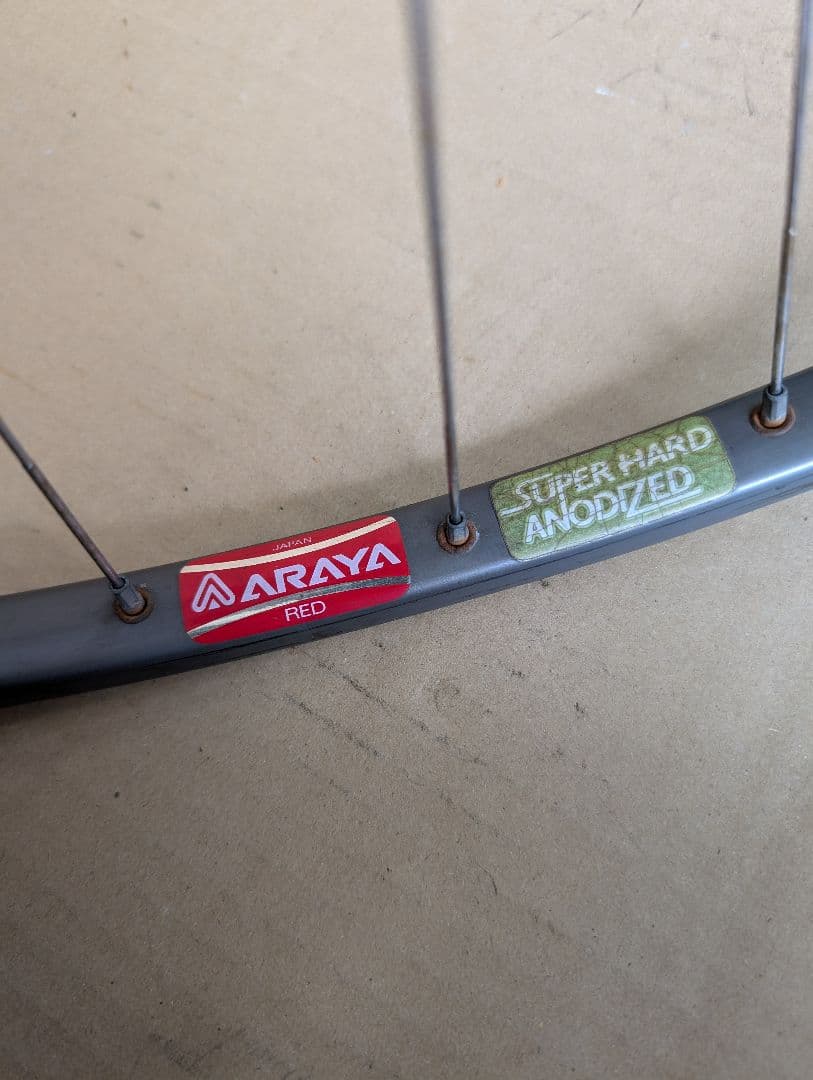 JAPAN
ARAYA
RED
SUPER HARD
ANODIZED